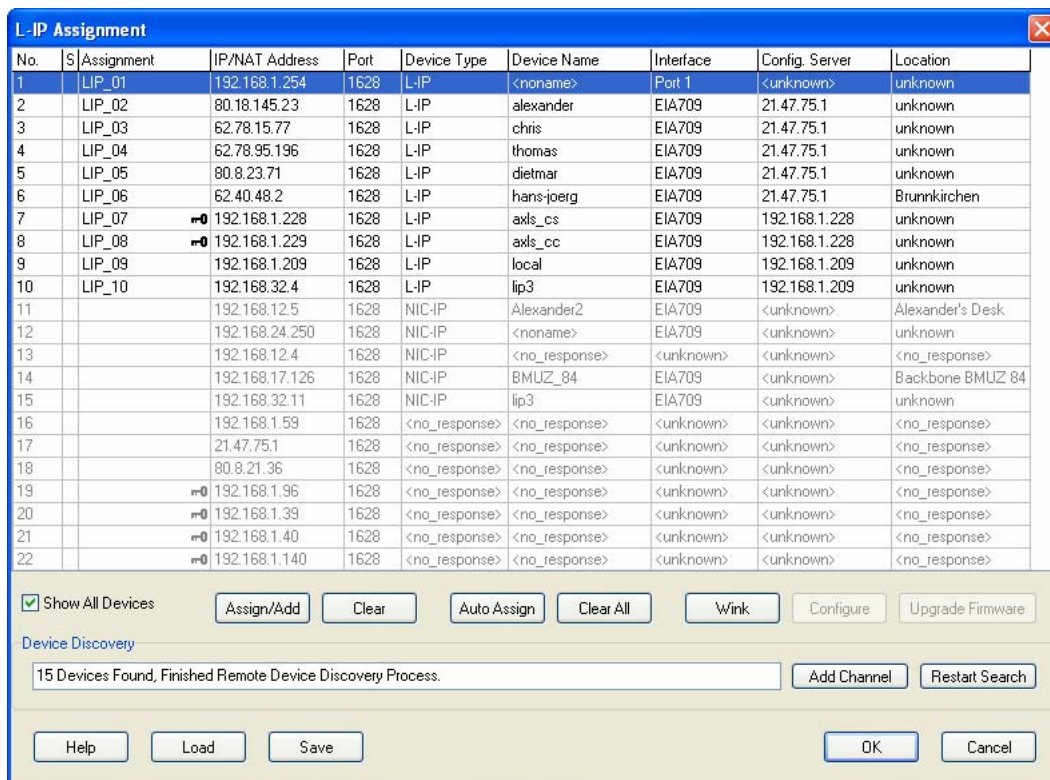 L-IP Assignment
No. S Assignment IP/NAT Address Port Device Type Device Name Interface Config. Server Location
1 LIP_01 192.168.1.254 1628 L-IP <noname> Port 1 <unknown> unknown
2 LIP_02 80.18.145.23 1628 L-IP alexander EIA709 21.47.75.1 unknown
3 LIP_03 62.78.15.77 1628 L-IP chris EIA709 21.47.75.1 unknown
4 LIP_04 62.78.95.196 1628 L-IP thomas EIA709 21.47.75.1 unknown
5 LIP_05 80.8.23.71 1628 L-IP dietmar EIA709 21.47.75.1 unknown
6 LIP_06 62.40.48.2 1628 L-IP hans-joerg EIA709 21.47.75.1 Brunnkirchen
7 LIP_07 192.168.1.228 1628 L-IP axls_cs EIA709 192.168.1.228 unknown
8 LIP_08 192.168.1.229 1628 L-IP axls_cc EIA709 192.168.1.228 unknown
9 LIP_09 192.168.1.209 1628 L-IP local EIA709 192.168.1.209 unknown
10 LIP_10 192.168.32.4 1628 L-IP lip3 EIA709 192.168.1.209 unknown
11 192.168.12.5 1628 NIC-IP Alexander2 EIA709 <unknown> Alexander's Desk
12 192.168.24.250 1628 NIC-IP <noname> EIA709 <unknown> unknown
13 192.168.12.4 1628 NIC-IP <no_response> <unknown> <unknown> <no_response>
14 192.168.17.126 1628 NIC-IP BMUZ_84 EIA709 <unknown> Backbone BMUZ 84
15 192.168.32.11 1628 NIC-IP lip3 EIA709 <unknown> unknown
16 192.168.1.59 1628 <no_response> <no_response> <unknown> <unknown> <no_response>
17 21.47.75.1 1628 <no_response> <no_response> <unknown> <unknown> <no_response>
18 80.8.21.36 1628 <no_response> <no_response> <unknown> <unknown> <no_response>
19 192.168.1.96 1628 <no_response> <no_response> <unknown> <unknown> <no_response>
20 192.168.1.39 1628 <no_response> <no_response> <unknown> <unknown> <no_response>
21 192.168.1.40 1628 <no_response> <no_response> <unknown> <unknown> <no_response>
22 192.168.1.140 1628 <no_response> <no_response> <unknown> <unknown> <no_response>
Show All Devices Assign/Add Clear Auto Assign Clear All Wink Configure Upgrade Firmware
Device Discovery
15 Devices Found, Finished Remote Device Discovery Process. Add Channel Restart Search
Help Load Save OK Cancel